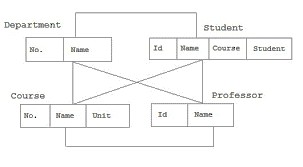 Department
Student
No. Name
Id Name Course Student
Course
Professor
No. Name Unit
Id Name